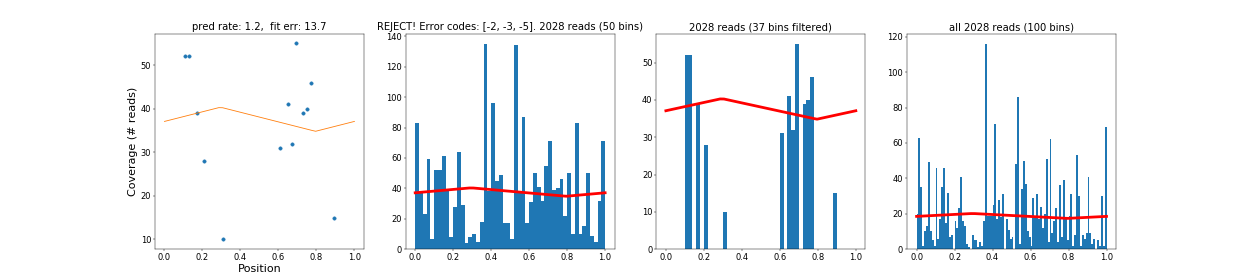 pred rate: 1.2, fit err: 13.7
REJECT! Error codes: [-2, -3, -5]. 2028 reads (50 bins)
2028 reads (37 bins filtered)
all 2028 reads (100 bins)
Coverage (# reads)
50
40
30
20
10
0.0 0.2 0.4 0.6 0.8 1.0
Position
140
120
100
80
60
40
20
0
0.0 0.2 0.4 0.6 0.8 1.0
50
40
30
20
10
0
0.0 0.2 0.4 0.6 0.8 1.0
120
100
80
60
40
20
0
0.0 0.2 0.4 0.6 0.8 1.0